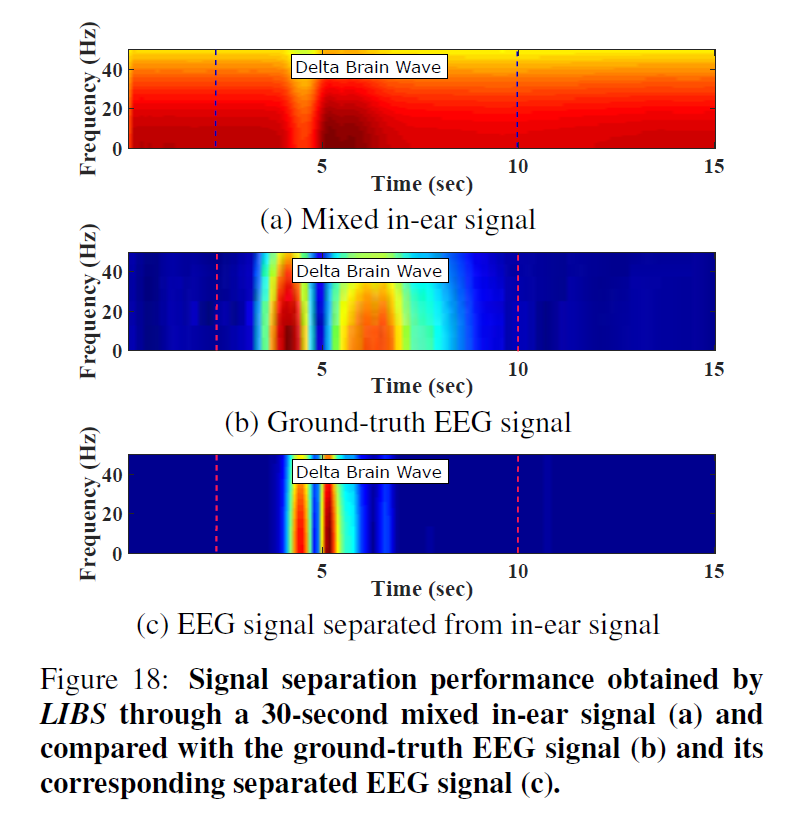 Delta Brain Wave
Frequency (Hz)
40
20
0
5
10
15
Time (sec)
(a) Mixed in-ear signal
Delta Brain Wave
Frequency (Hz)
40
20
0
5
10
15
Time (sec)
(b) Ground-truth EEG signal
Delta Brain Wave
Frequency (Hz)
40
20
0
5
10
15
Time (sec)
(c) EEG signal separated from in-ear signal
Figure 18: Signal separation performance obtained by
LIBS through a 30-second mixed in-ear signal (a) and
compared with the ground-truth EEG signal (b) and its
corresponding separated EEG signal (c).